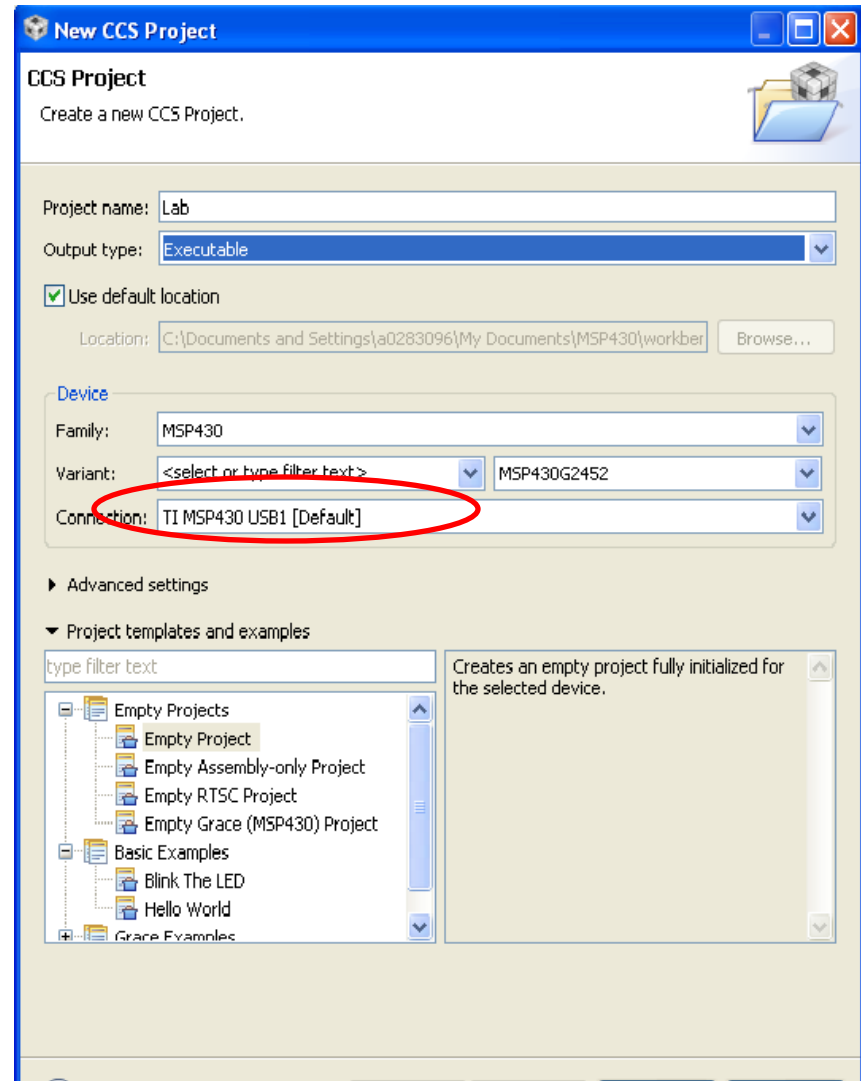 New CCS Project
CCS Project
Create a new CCS Project.
Project name: Lab
Output type: Executable
Use default location
Location: C:\Documents and Settings\a0283096\My Documents\MSP430\workber Browse...
Device
Family: MSP430
Variant: <select or type filter text> MSP430G2452
Connection: TI MSP430 USB1 [Default]
Advanced settings
Project templates and examples
type filter text
Creates an empty project fully initialized for
the selected device.
Empty Projects
Empty Project
Empty Assembly-only Project
Empty RTSC Project
Empty Grace (MSP430) Project
Basic Examples
Blink The LED
Hello World
Grace Examples